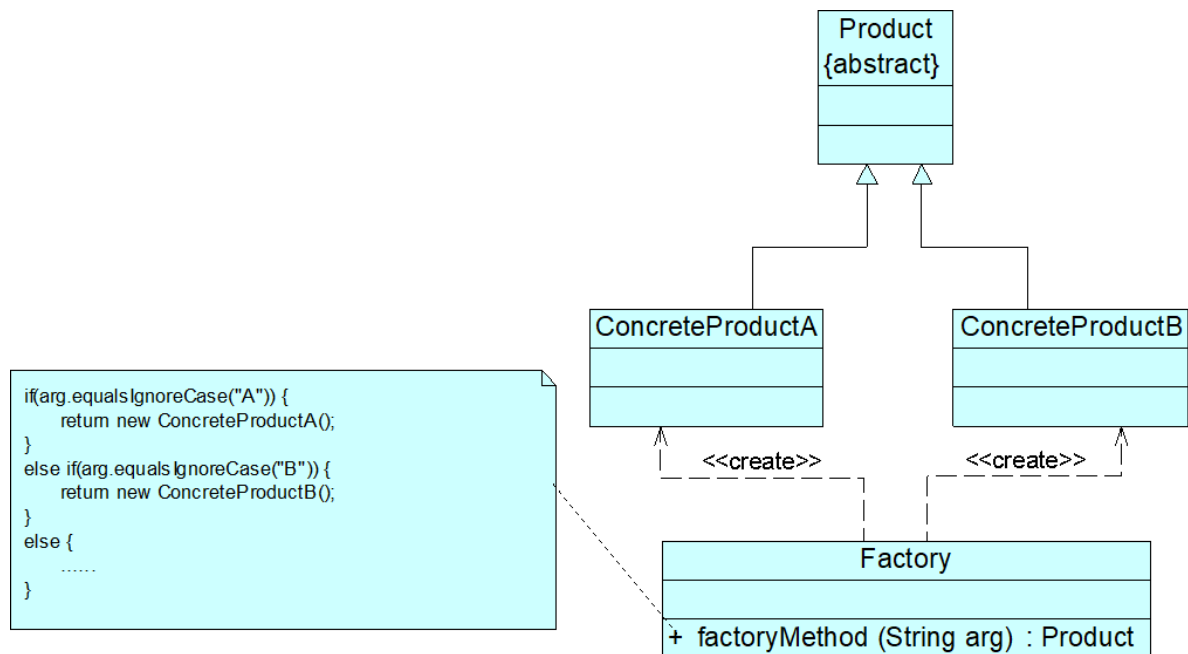 Product
{abstract}
ConcreteProductA
ConcreteProductB
if(arg.equalsIgnoreCase("A")) {
return new ConcreteProductA();
}
else if(arg.equalsIgnoreCase("B")) {
return new ConcreteProductB();
}
else {
......
}
<<create>>
<<create>>
Factory
+ factoryMethod (String arg) : Product